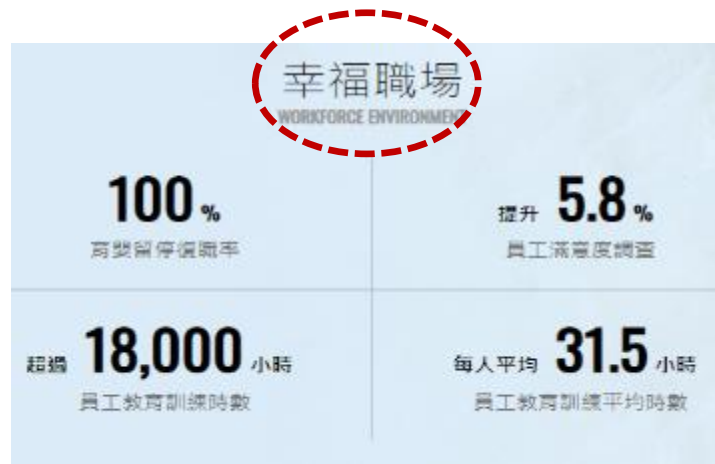 幸福職場
WORKFORCE ENVIRONMENT
100 %
育嬰留停復職率
提升 5.8 %
員工滿意度調查
超過 18,000 小時
員工教育訓練時數
每人平均 31.5 小時
員工教育訓練平均時數